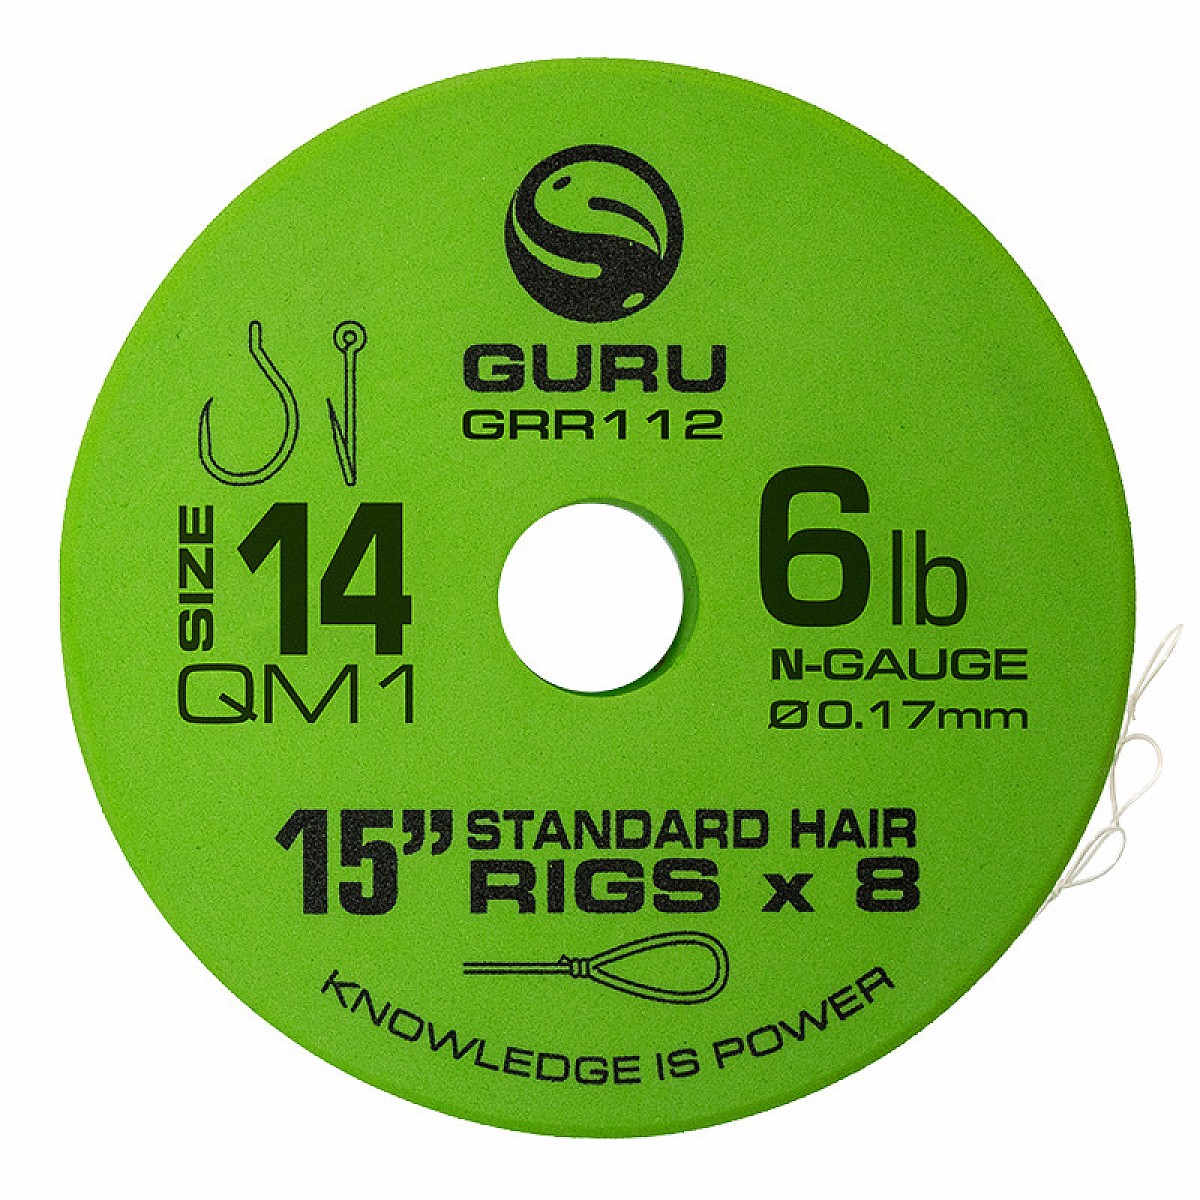 GURU
GRR112
SIZE 14
QM1
6lb
N-GAUGE
Ø0.17mm
15” STANDARD HAIR
RIGS x 8
KNOWLEDGE IS POWER